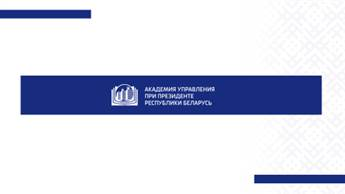 АКАДЕМИЯ УПРАВЛЕНИЯ
ПРИ ПРЕЗИДЕНТЕ
РЕСПУБЛИКИ БЕЛАРУСЬ